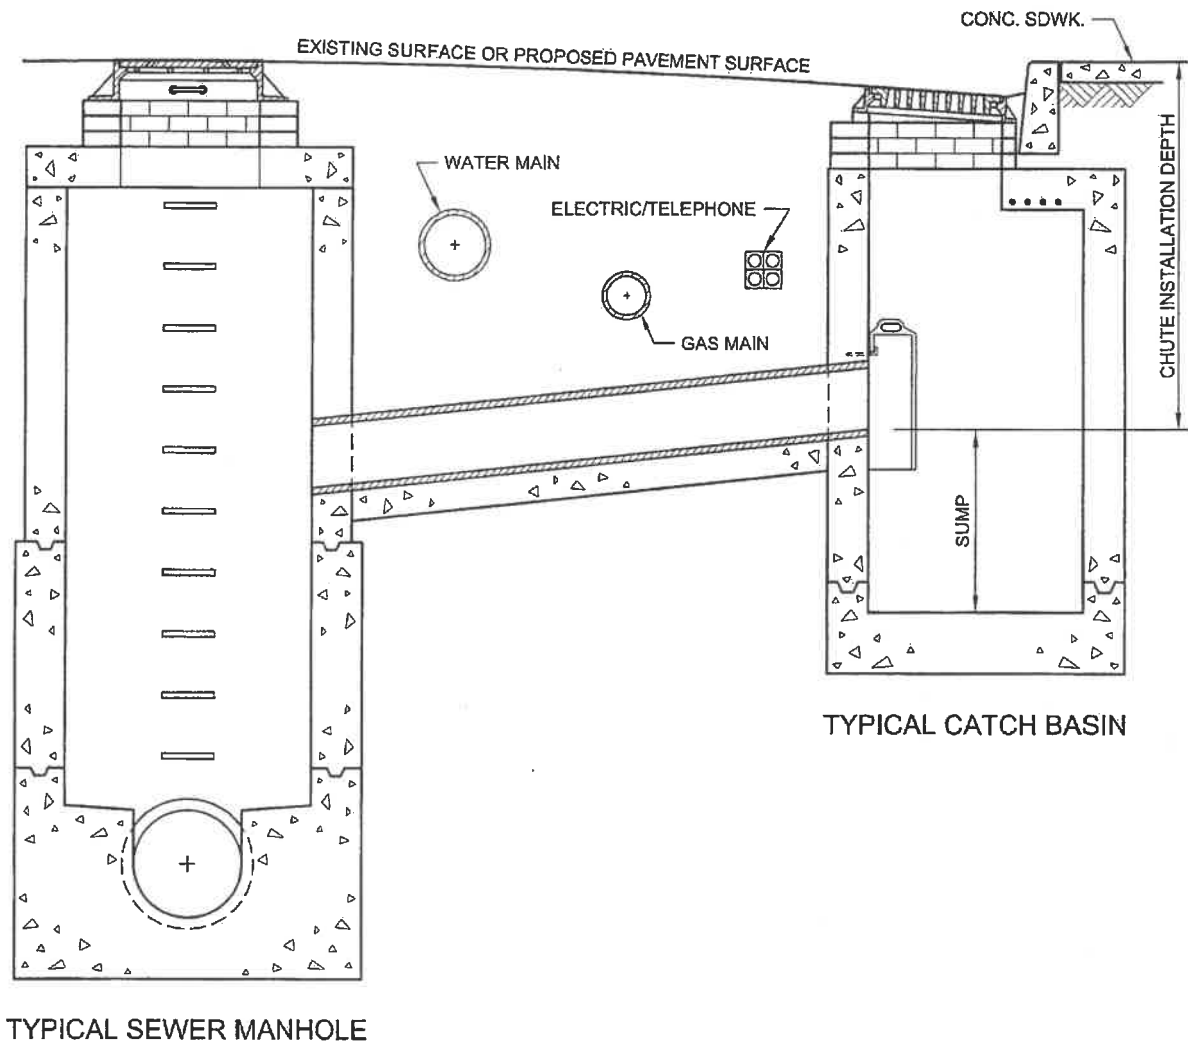 CONC. SDWK.
EXISTING SURFACE OR PROPOSED PAVEMENT SURFACE
WATER MAIN
ELECTRIC/TELEPHONE
GAS MAIN
CHUTE INSTALLATION DEPTH
SUMP
TYPICAL CATCH BASIN
TYPICAL SEWER MANHOLE